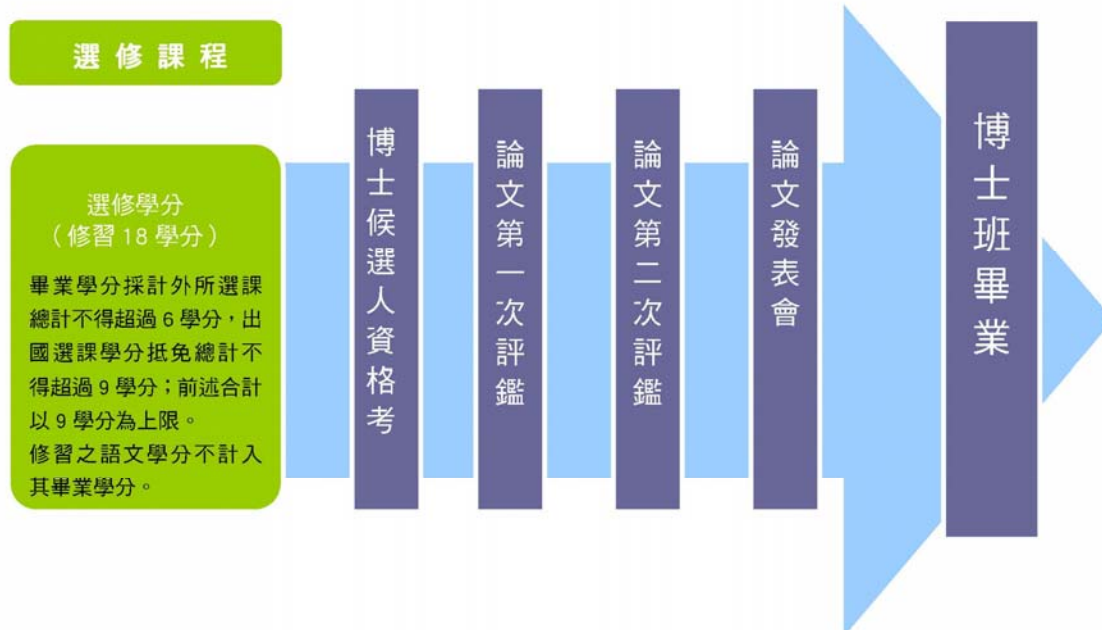 選修課程
選修學分
（修習 18 學分）
畢業學分採計外所選課
總計不得超過 6 學分，出
國選課學分抵免總計不
得超過 9 學分；前述合計
以 9 學分為上限。
修習之語文學分不計入
其畢業學分。
博士候選人資格考
論文第一次評鑑
論文第二次評鑑
論文發表會
博士班畢業